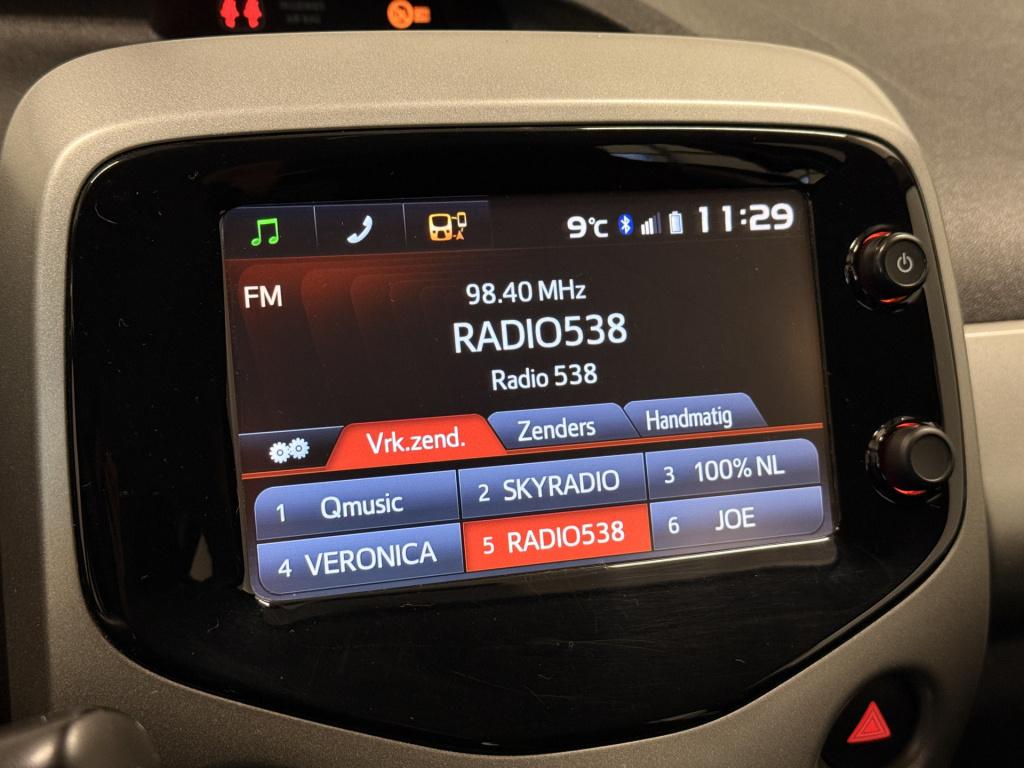 9°C 11:29
FM
98.40 MHz
RADIO538
Radio 538
Vrk.zend. Zenders Handmatig
1 Qmusic 2 SKYRADIO 3 100% NL
4 VERONICA 5 RADIO538 6 JOE